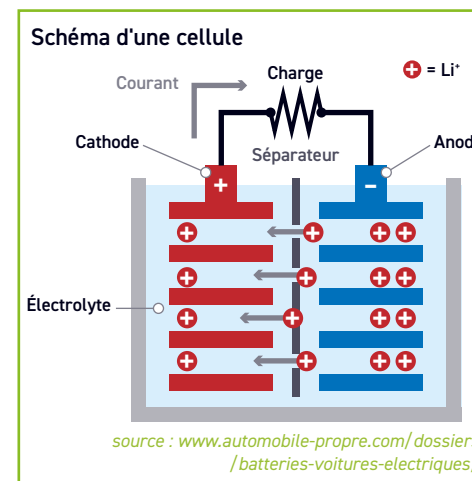 Schéma d'une cellule
Courant
Charge
+ = Li⁺
Cathode
Séparateur
Anod
+
–
Électrolyte
source : www.automobile-propre.com/dossier
/batteries-voitures-electriques/